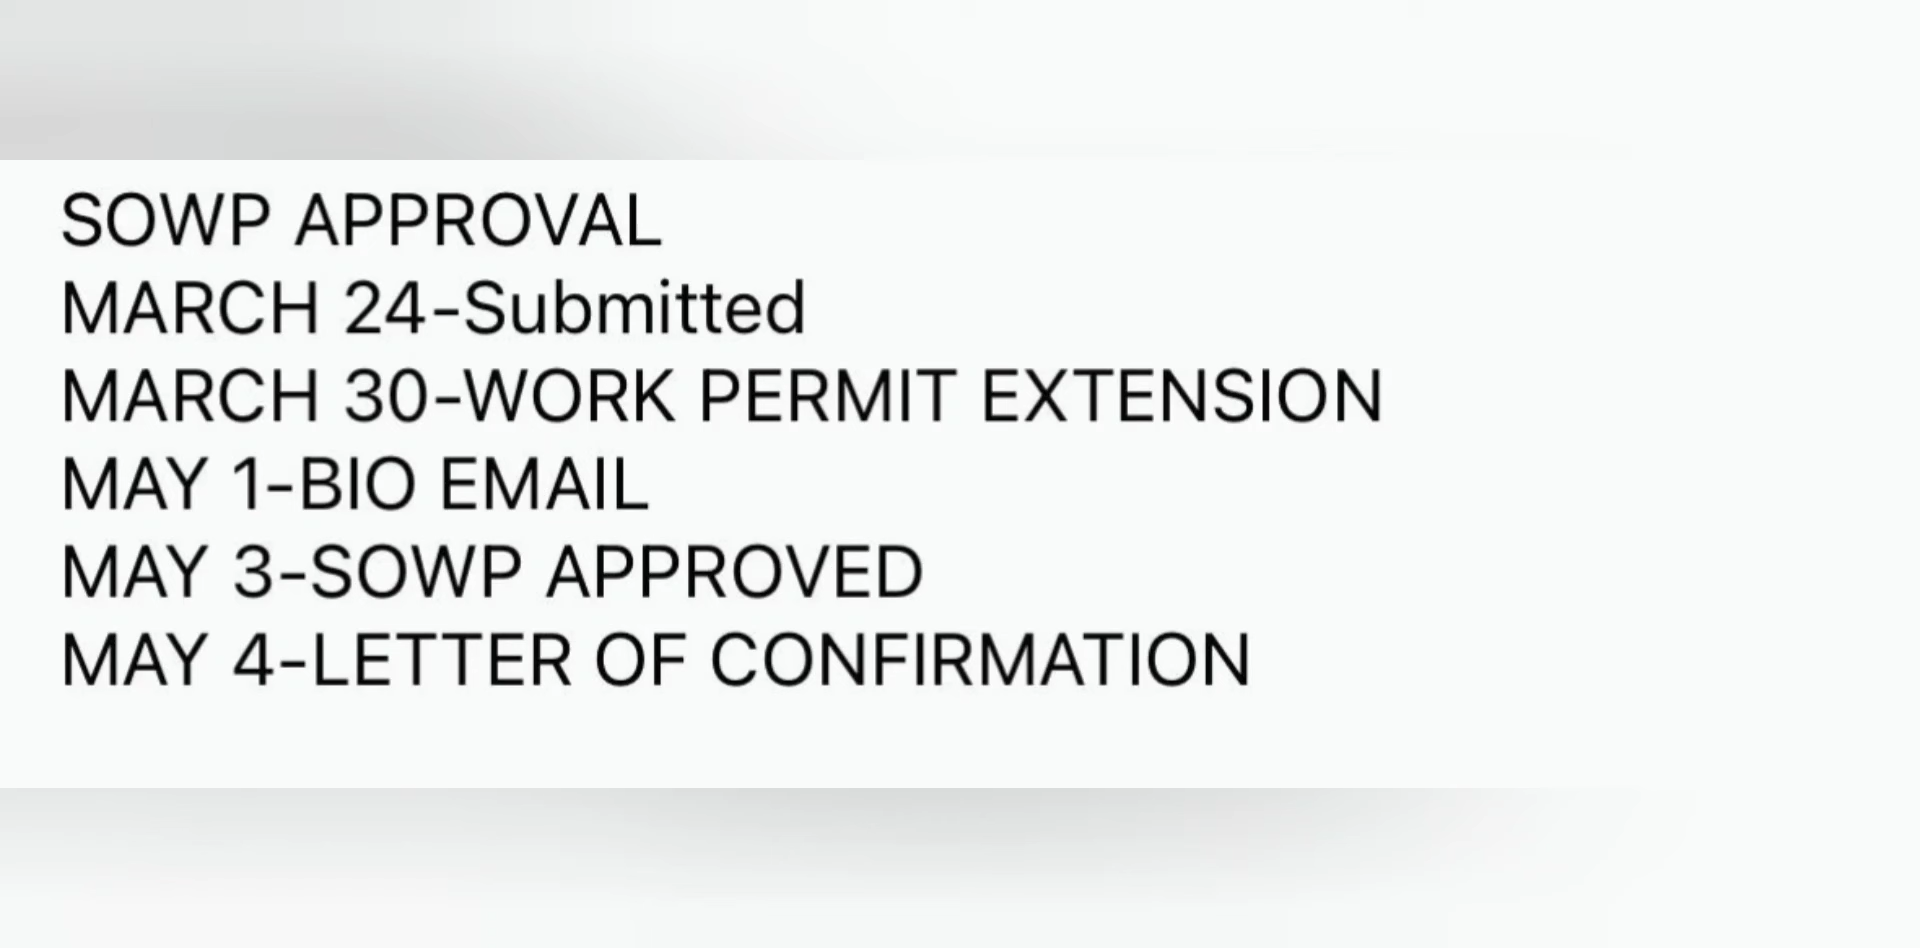 SOWP APPROVAL
MARCH 24-Submitted
MARCH 30-WORK PERMIT EXTENSION
MAY 1-BIO EMAIL
MAY 3-SOWP APPROVED
MAY 4-LETTER OF CONFIRMATION